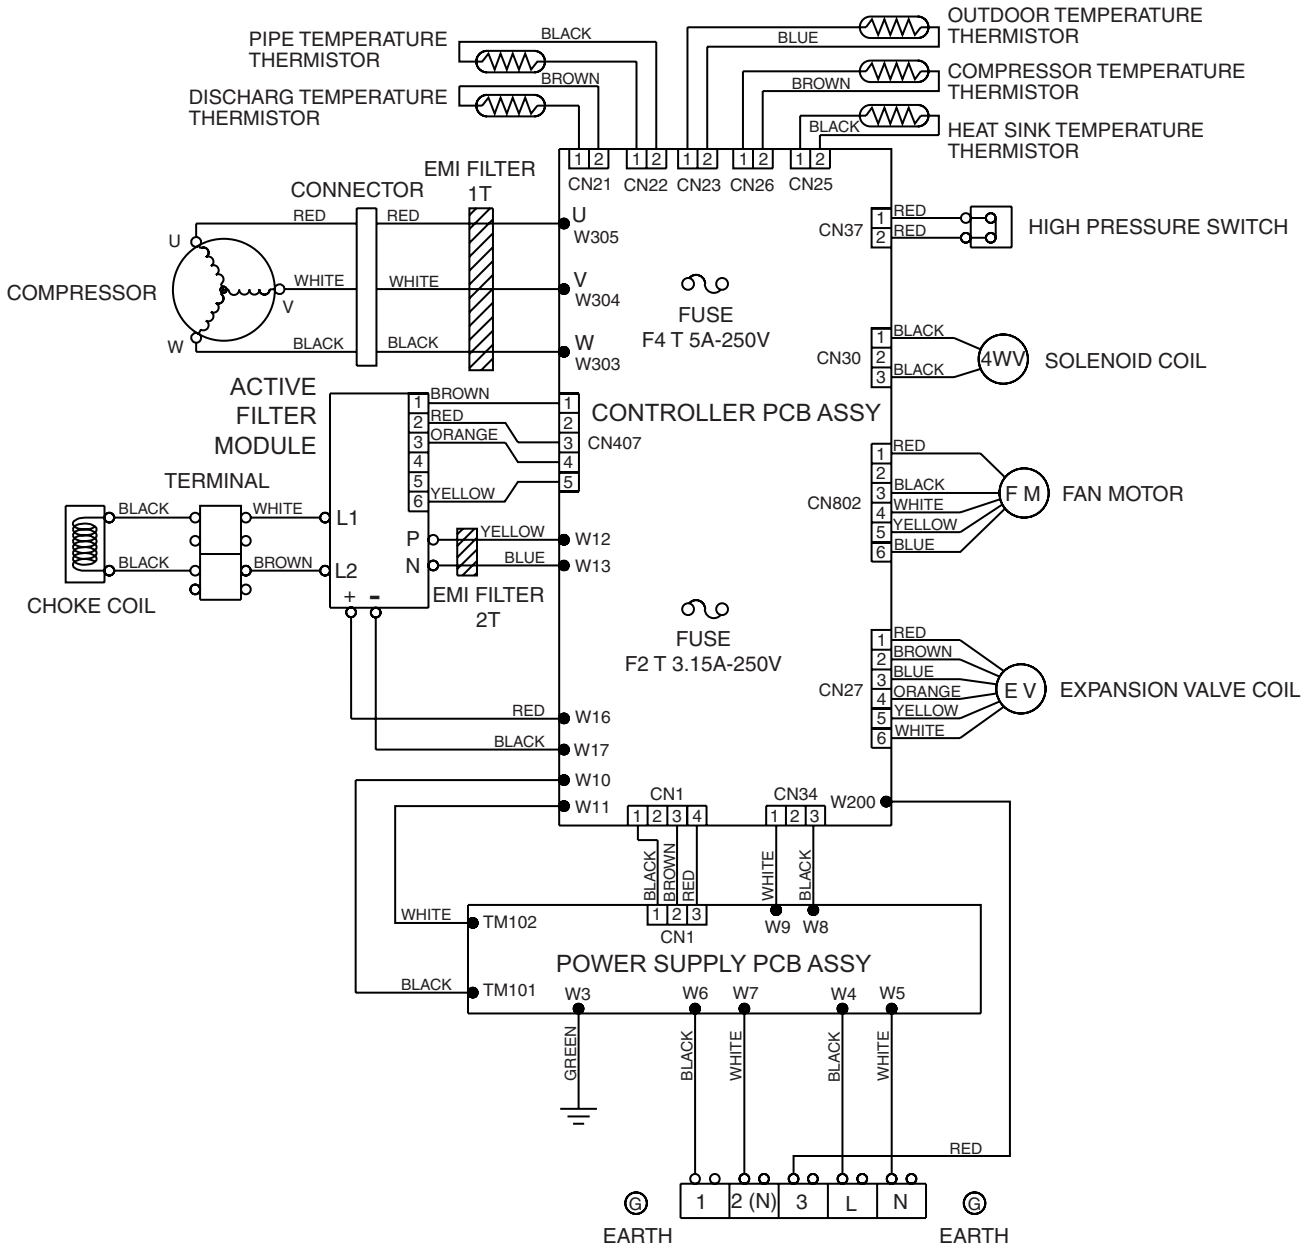 PIPE TEMPERATURE
THERMISTOR
BLACK
BROWN
DISCHARG TEMPERATURE
THERMISTOR
OUTDOOR TEMPERATURE
THERMISTOR
BLUE
COMPRESSOR TEMPERATURE
THERMISTOR
BROWN
HEAT SINK TEMPERATURE
THERMISTOR
BLACK
1 2
1 2
1 2
1 2
1 2
CN21
CN22
CN23
CN26
CN25
EMI FILTER
1T
CONNECTOR
RED
RED
U
U
W305
WHITE
WHITE
V
V
W304
COMPRESSOR
BLACK
BLACK
W
W
W303
FUSE
F4 T 5A-250V
CN37
1
2
RED
RED
HIGH PRESSURE SWITCH
CN30
1
2
3
BLACK
BLACK
4WV
SOLENOID COIL
ACTIVE
FILTER
MODULE
1
2
3
4
5
6
BROWN
RED
ORANGE
YELLOW
1
2
3
4
5
CN407
CONTROLLER PCB ASSY
CN802
1
2
3
4
5
6
RED
BLACK
WHITE
YELLOW
BLUE
F M
FAN MOTOR
TERMINAL
BLACK
WHITE
L1
BLACK
BROWN
L2
CHOKE COIL
P
N
+ -
YELLOW
BLUE
W12
W13
EMI FILTER
2T
FUSE
F2 T 3.15A-250V
CN27
1
2
3
4
5
6
RED
BROWN
BLUE
ORANGE
YELLOW
WHITE
E V
EXPANSION VALVE COIL
RED
W16
BLACK
W17
W10
W11
CN1
1 2 3 4
CN34
1 2 3
W200
BLACK
BROWN
RED
WHITE
BLACK
1 2 3
CN1
W9 W8
WHITE
TM102
POWER SUPPLY PCB ASSY
BLACK
TM101
W3
W6
W7
W4
W5
GREEN
BLACK
WHITE
BLACK
WHITE
RED
G
EARTH
1
2 (N)
3
L
N
G
EARTH